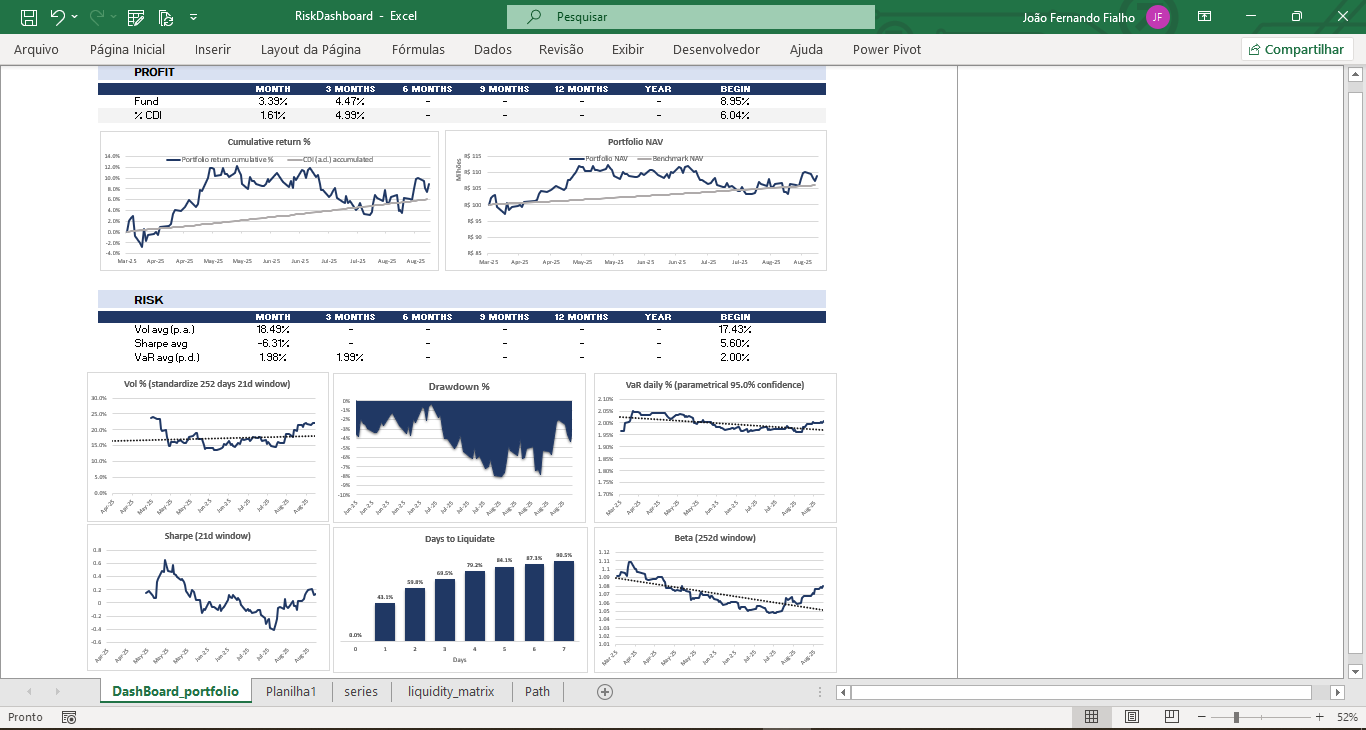 RiskDashboard - Excel
Pesquisar
João Fernando Fialho
JF
Arquivo Página Inicial Inserir Layout da Página Fórmulas Dados Revisão Exibir Desenvolvedor Ajuda Power Pivot
Compartilhar
PROFIT
MONTH 3 MONTHS 6 MONTHS 9 MONTHS 12 MONTHS YEAR BEGIN
Fund 3.39% 4.47% - - - - 8.95%
% CDI 1.61% 4.99% - - - - 6.04%
Cumulative return %
Portfolio return cumulative % CDI (a.d.) accumulated
14.0%
12.0%
10.0%
8.0%
6.0%
4.0%
2.0%
0.0%
-2.0%
-4.0%
Mar-25 Apr-25 Apr-25 May-25 May-25 Jun-25 Jun-25 Jul-25 Jul-25 Aug-25 Aug-25
Portfolio NAV
Portfolio NAV Benchmark NAV
Milhões
R$ 115
R$ 110
R$ 105
R$ 100
R$ 95
R$ 90
R$ 85
Mar-25 Apr-25 Apr-25 May-25 May-25 Jun-25 Jun-25 Jul-25 Jul-25 Aug-25 Aug-25
RISK
MONTH 3 MONTHS 6 MONTHS 9 MONTHS 12 MONTHS YEAR BEGIN
Vol avg (p.a.) 18.49% - - - - - 17.43%
Sharpe avg -6.31% - - - - - 5.60%
VaR avg (p.d.) 1.98% 1.99% - - - - 2.00%
Vol % (standardize 252 days 21d window)
30.0%
25.0%
20.0%
15.0%
10.0%
5.0%
0.0%
Apr-25 Apr-25 May-25 May-25 May-25 Jun-25 Jun-25 Jul-25 Jul-25 Aug-25 Aug-25
Drawdown %
0%
-1%
-2%
-3%
-4%
-5%
-6%
-7%
-8%
-9%
-10%
Jun-25 Jun-25 Jun-25 Jun-25 Jul-25 Jul-25 Jul-25 Jul-25 Aug-25 Aug-25 Aug-25 Aug-25 Aug-25
VaR daily % (parametrical 95.0% confidence)
2.10%
2.05%
2.00%
1.95%
1.90%
1.85%
1.80%
1.75%
1.70%
Mar-25 Apr-25 Apr-25 May-25 May-25 Jun-25 Jun-25 Jul-25 Jul-25 Aug-25 Aug-25
Sharpe (21d window)
0.8
0.6
0.4
0.2
0
-0.2
-0.4
-0.6
Apr-25 Apr-25 May-25 May-25 May-25 Jun-25 Jun-25 Jul-25 Jul-25 Aug-25 Aug-25
Days to Liquidate
0.0% 43.1% 59.8% 69.5% 79.2% 84.1% 87.3% 90.5%
0 1 2 3 4 5 6 7
Days
Beta (252d window)
1.12
1.11
1.1
1.09
1.08
1.07
1.06
1.05
1.04
1.03
1.02
1.01
Mar-25 Apr-25 Apr-25 May-25 May-25 Jun-25 Jun-25 Jul-25 Jul-25 Aug-25 Aug-25
DashBoard_portfolio Planilha1 series liquidity_matrix Path
Pronto
52%